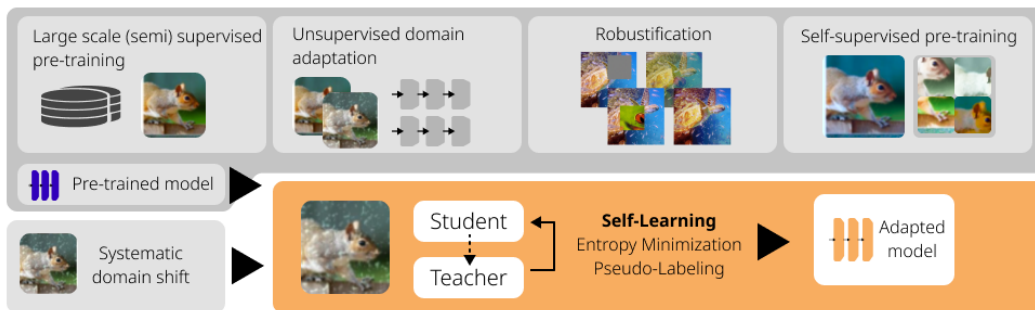 Large scale (semi) supervised
pre-training
Unsupervised domain
adaptation
Robustification
Self-supervised pre-training
Pre-trained model
Systematic
domain shift
Student
Teacher
Self-Learning
Entropy Minimization
Pseudo-Labeling
Adapted
model